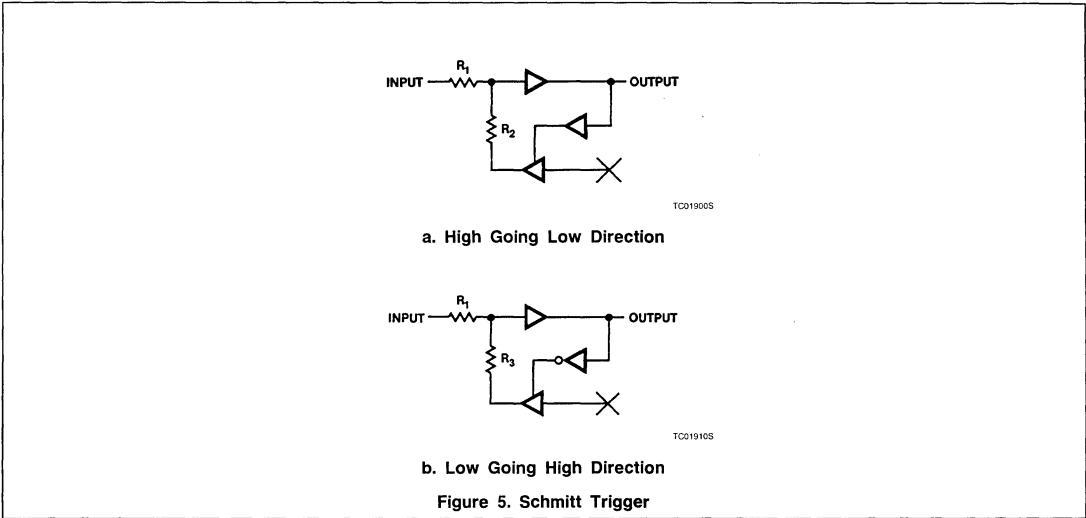 R1
INPUT
OUTPUT
R2
TC01900S
a. High Going Low Direction
R1
INPUT
OUTPUT
R3
TC01910S
b. Low Going High Direction
Figure 5. Schmitt Trigger